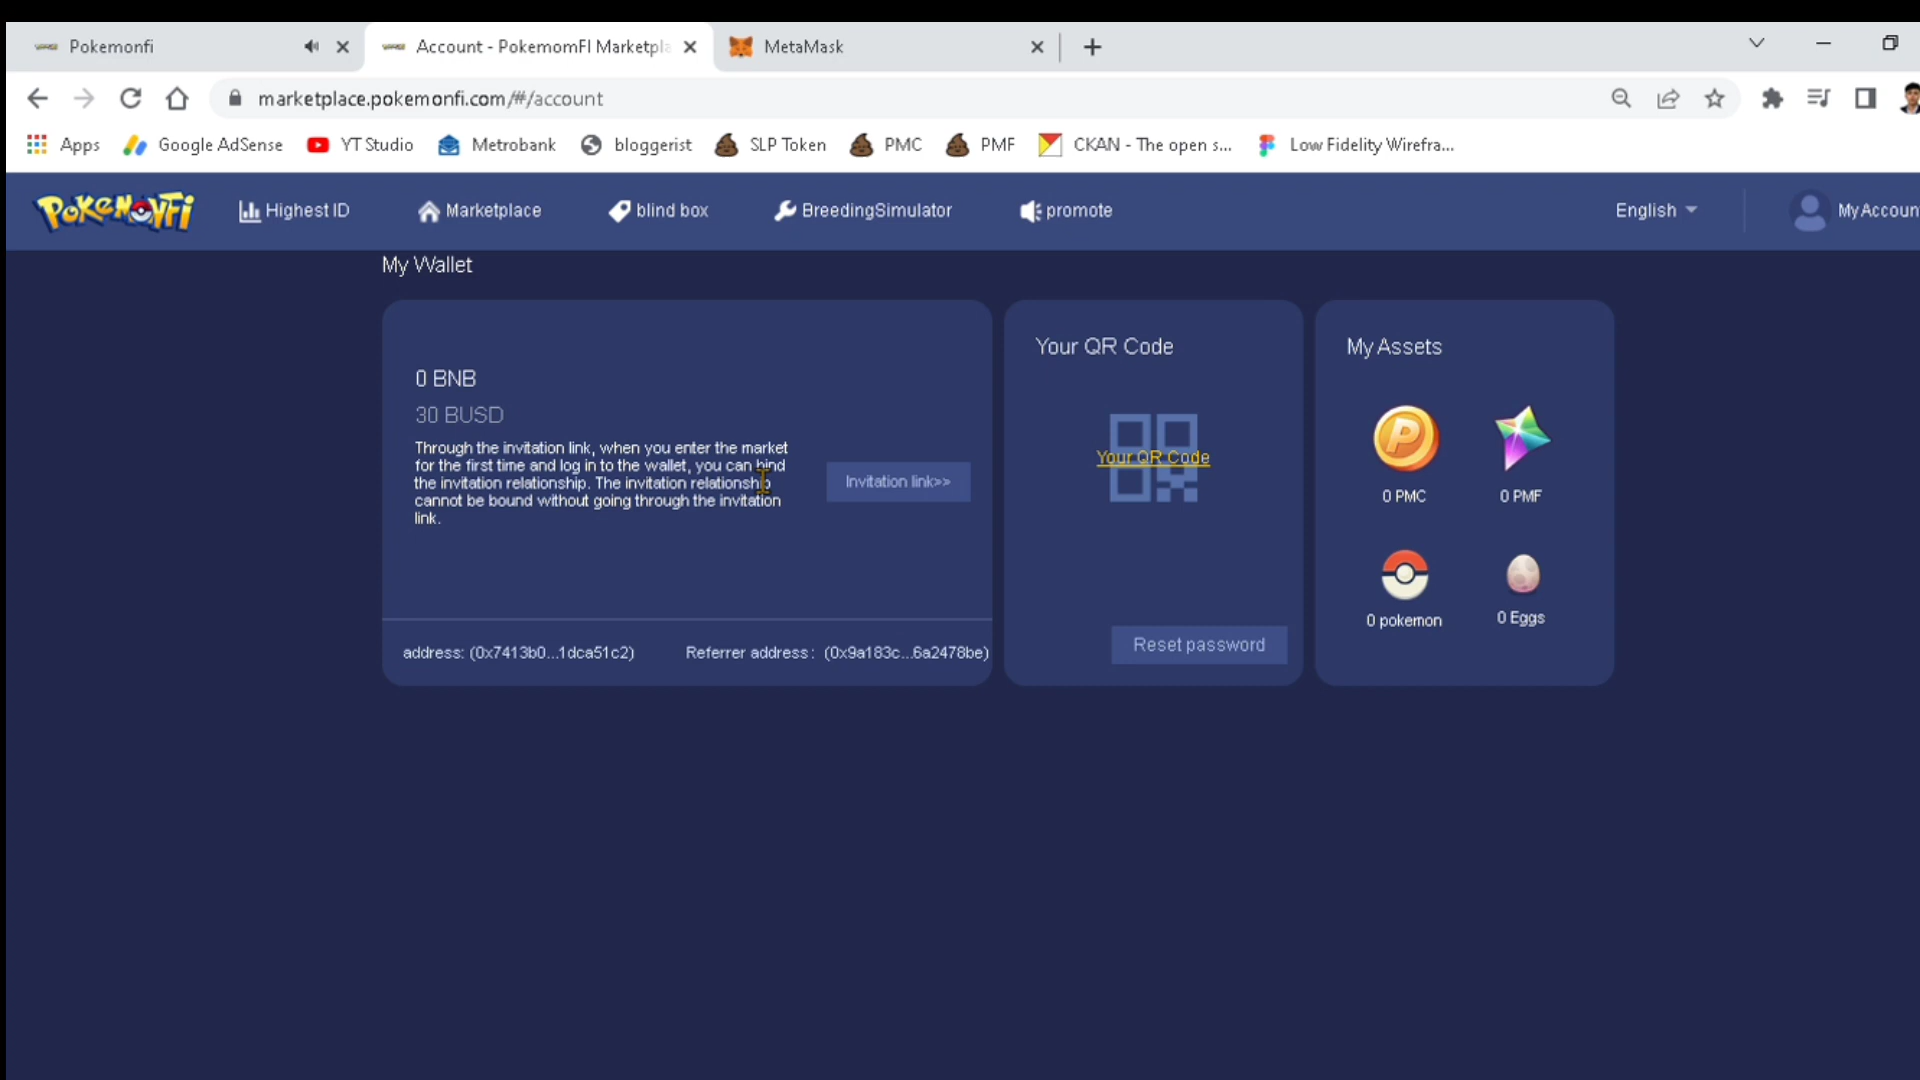 Pokemonfi
Account - PokemomFI Marketpla
MetaMask
marketplace.pokemonfi.com/#/account
Apps
Google AdSense
YT Studio
Metrobank
bloggerist
SLP Token
PMC
PMF
CKAN - The open s...
Low Fidelity Wirefra...
POKEMONFi
Highest ID
Marketplace
blind box
BreedingSimulator
promote
English
My Accoun
My Wallet
0 BNB
30 BUSD
Through the invitation link, when you enter the market
for the first time and log in to the wallet, you can bind
the invitation relationship. The invitation relationship
cannot be bound without going through the invitation
link.
Invitation link>>
address: (0x7413b0...1dca51c2)
Referrer address : (0x9a183c...6a2478be)
Your QR Code
Your QR Code
Reset password
My Assets
0 PMC
0 PMF
0 pokemon
0 Eggs